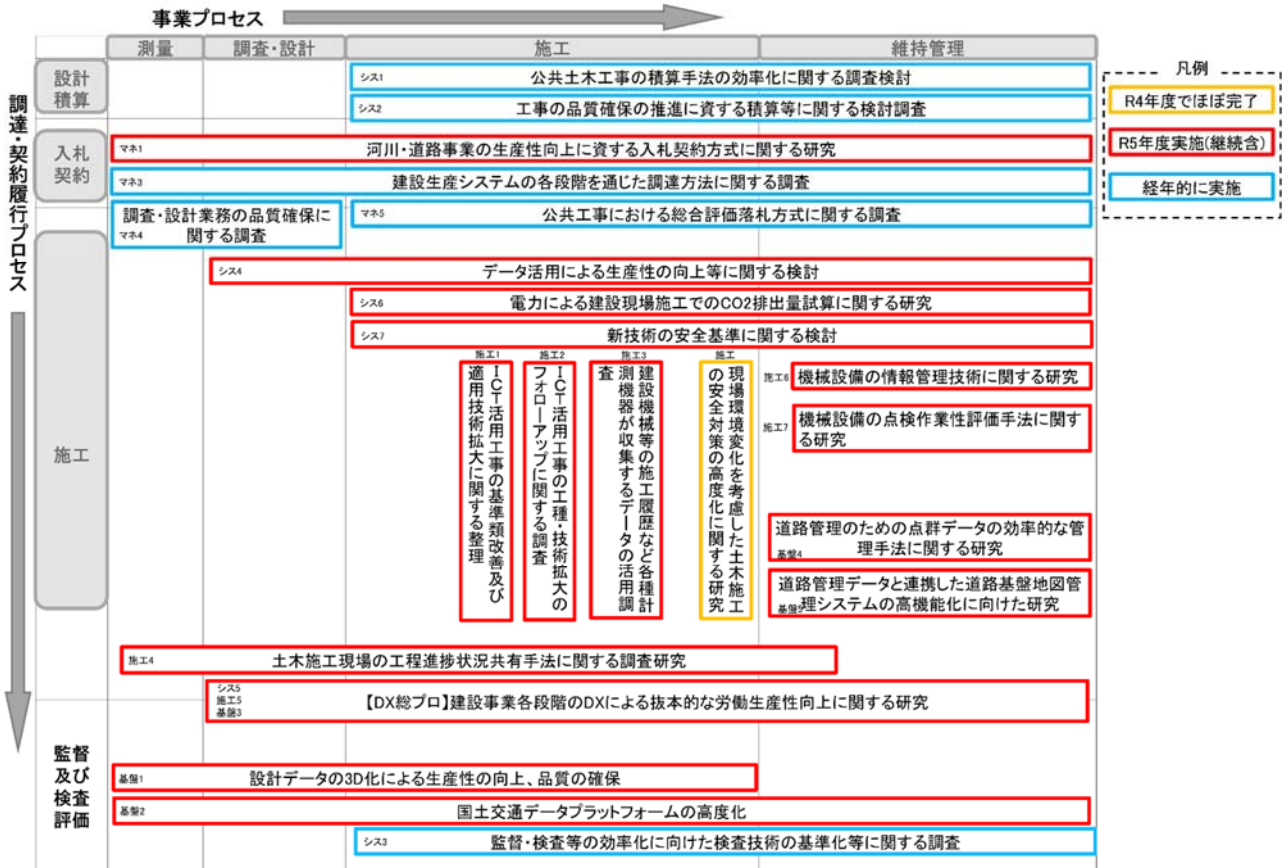 事業プロセス
測量
調査・設計
施工
維持管理
調達・契約履行プロセス
設計
積算
シス1
公共土木工事の積算手法の効率化に関する調査検討
シス2
工事の品質確保の推進に資する積算等に関する検討調査
入札
契約
マネ1
河川・道路事業の生産性向上に資する入札契約方式に関する研究
マネ3
建設生産システムの各段階を通じた調達方法に関する調査
調査・設計業務の品質確保に
マネ4
関する調査
マネ5
公共工事における総合評価落札方式に関する調査
施工
シス4
データ活用による生産性の向上等に関する検討
シス6
電力による建設現場施工でのCO2排出量試算に関する研究
シス7
新技術の安全基準に関する検討
施工1
ICT活用工事の基準類改善及び
適用技術拡大に関する整理
施工2
ICT活用工事の工種・技術拡大の
フォローアップに関する調査
施工3
建設機械等の施工履歴など各種計
測機器が収集するデータの活用調
査
施工
現場環境変化を考慮した土木施工
の安全対策の高度化に関する研究
施工6
機械設備の情報管理技術に関する研究
施工7
機械設備の点検作業性評価手法に関す
る研究
道路管理のための点群データの効率的な管
基盤4
理手法に関する研究
道路管理データと連携した道路基盤地図管
理システムの高機能化に向けた研究
施工4
土木施工現場の工程進捗状況共有手法に関する調査研究
シス5
施工5
基盤3
【DX総プロ】建設事業各段階のDXによる抜本的な労働生産性向上に関する研究
監督
及び
検査
評価
基盤1
設計データの3D化による生産性の向上、品質の確保
基盤2
国土交通データプラットフォームの高度化
シス3
監督・検査等の効率化に向けた検査技術の基準化等に関する調査
凡例
R4年度でほぼ完了
R5年度実施(継続含)
経年的に実施